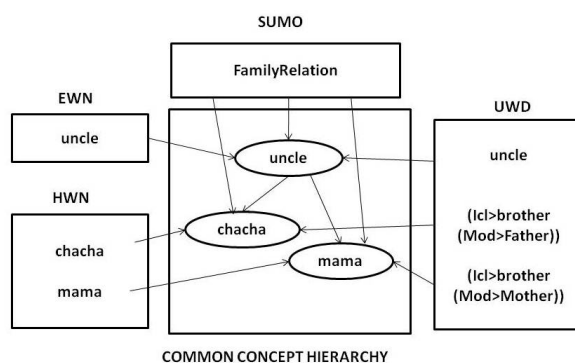 SUMO
FamilyRelation
EWN
uncle
HWN
chacha
mama
uncle
chacha
mama
UWD
uncle
(Icl>brother
(Mod>Father))
(Icl>brother
(Mod>Mother))
COMMON CONCEPT HIERARCHY